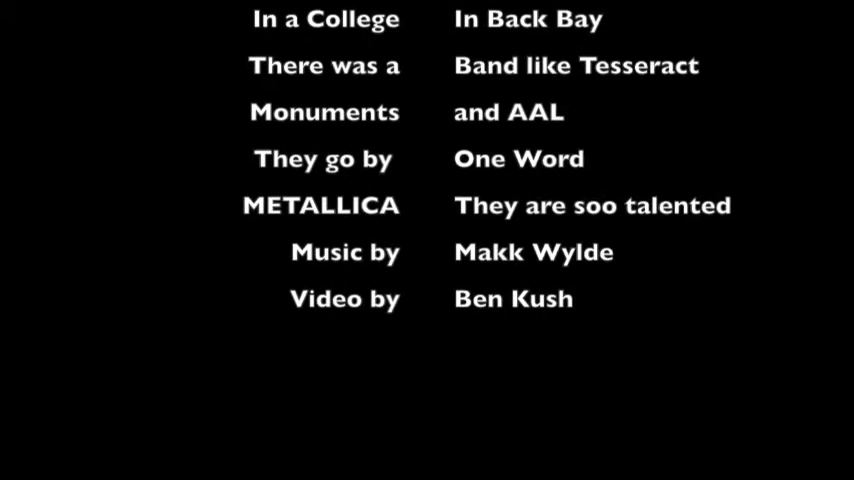 In a College In Back Bay
There was a Band like Tesseract
Monuments and AAL
They go by One Word
METALLICA They are soo talented
Music by Makk Wylde
Video by Ben Kush